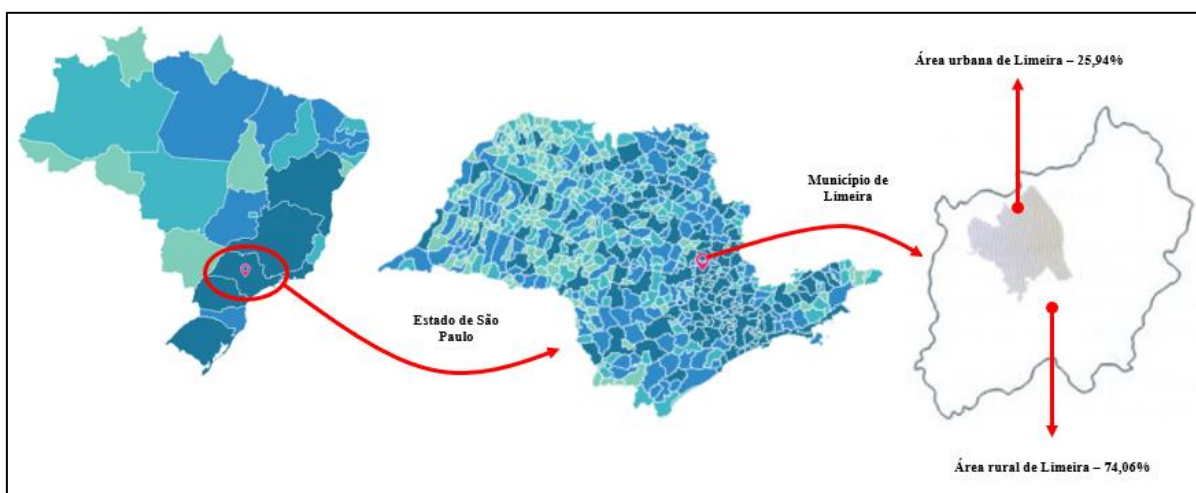 Área urbana de Limeira – 25,94%
Município de
Limeira
Estado de São
Paulo
Área rural de Limeira – 74,06%